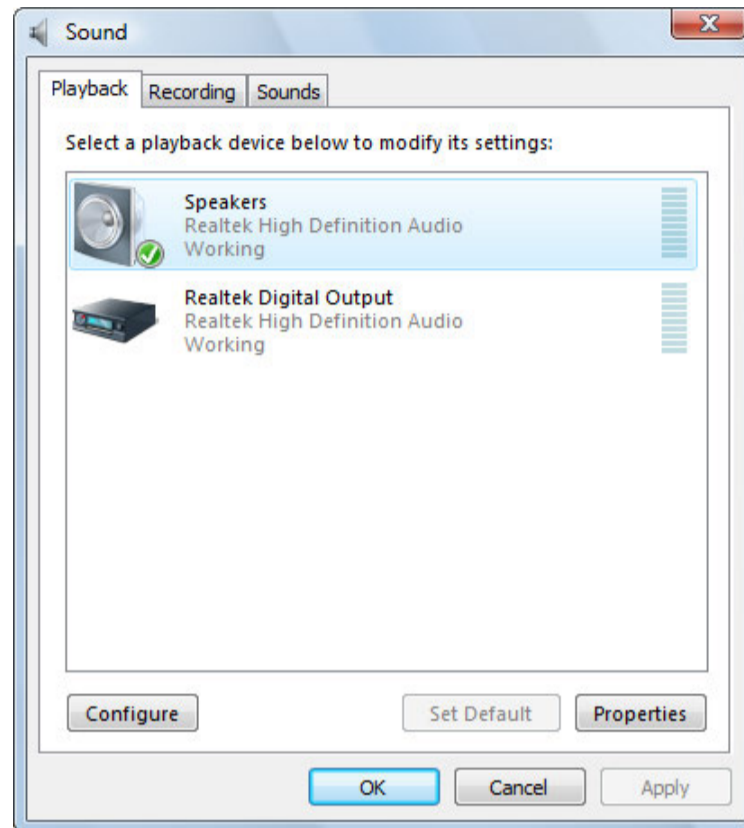 Sound
Playback Recording Sounds
Select a playback device below to modify its settings:
Speakers
Realtek High Definition Audio
Working
Realtek Digital Output
Realtek High Definition Audio
Working
Configure Set Default Properties
OK Cancel Apply